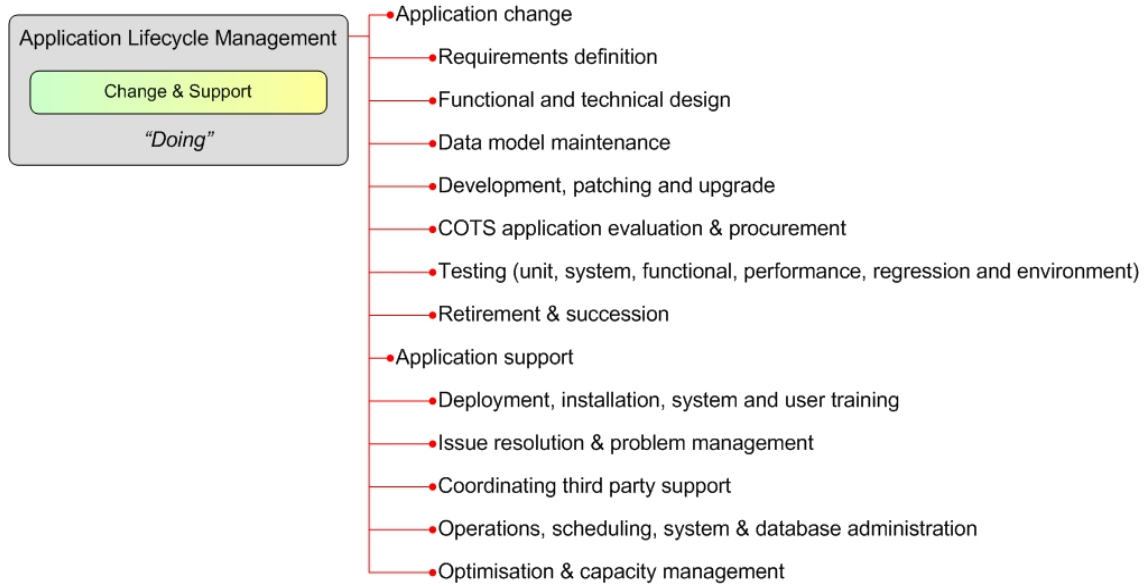 Application Lifecycle Management
Change & Support
“Doing”
Application change
Requirements definition
Functional and technical design
Data model maintenance
Development, patching and upgrade
COTS application evaluation & procurement
Testing (unit, system, functional, performance, regression and environment)
Retirement & succession
Application support
Deployment, installation, system and user training
Issue resolution & problem management
Coordinating third party support
Operations, scheduling, system & database administration
Optimisation & capacity management